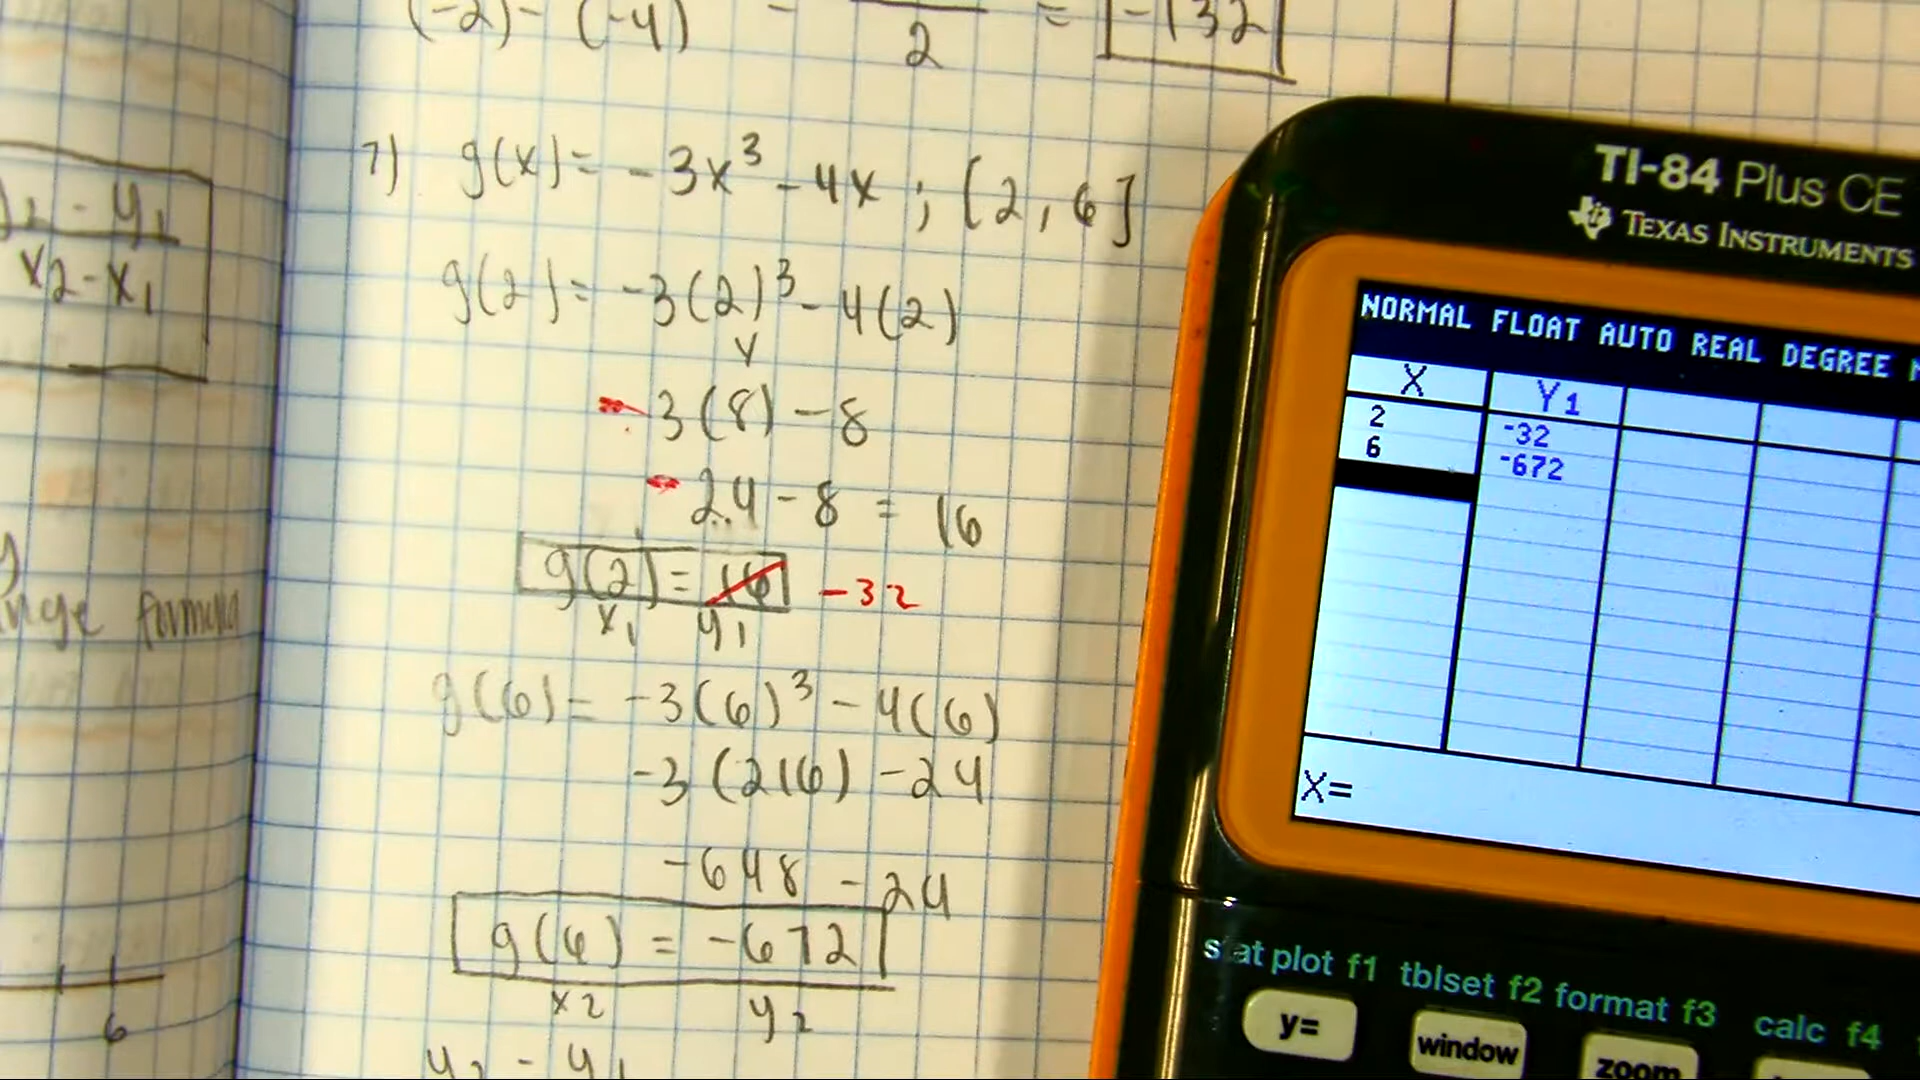 (-2) - (-4) - 2 = -132
y2 - y1
x2 - x1
formula
6
7) g(x) = -3x³ - 4x ; [2, 6]
g(2) = -3(2)³ - 4(2)
-3(8) - 8
-24 - 8 = 16
g(2) = 16 -32
x1 y1
g(6) = -3(6)³ - 4(6)
-3(216) - 24
-648 - 24
g(6) = -672
x2 y2
y2 - y1
TI-84 Plus CE
TEXAS INSTRUMENTS
NORMAL FLOAT AUTO REAL DEGREE
X Y1
2 -32
6 -672
X=
stat plot f1 tblset f2 format f3 calc f4
y= window zoom